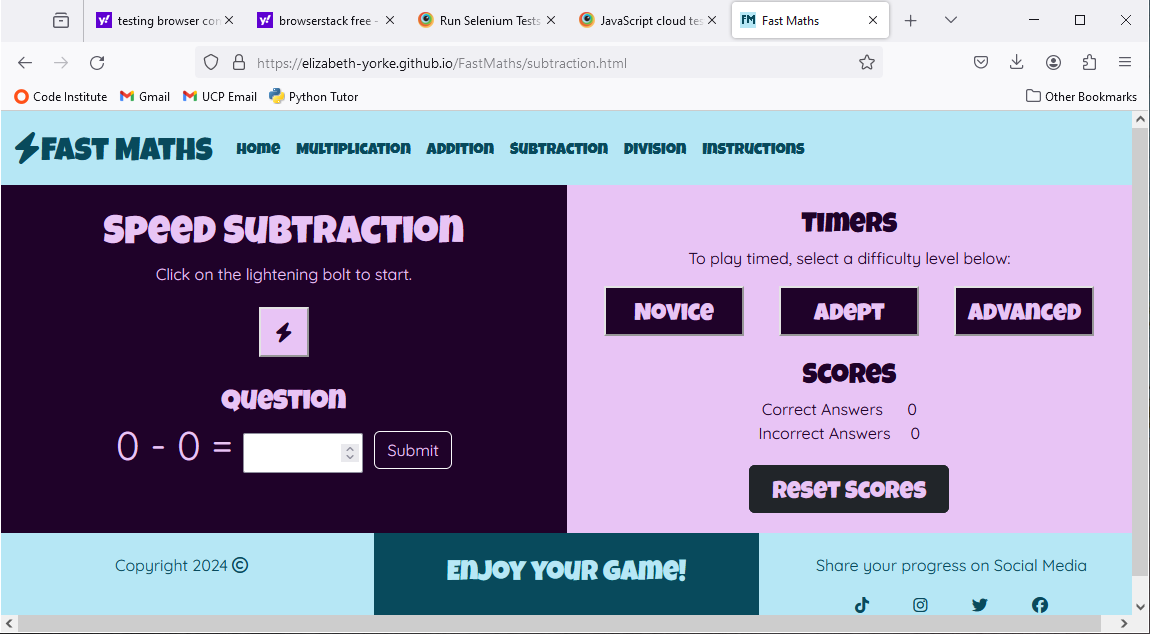 testing browser con
browserstack free -
Run Selenium Tests
JavaScript cloud tes
FM Fast Maths
https://elizabeth-yorke.github.io/FastMaths/subtraction.html
Code Institute Gmail UCP Email Python Tutor Other Bookmarks
FAST MATHS Home Multiplication Addition Subtraction Division Instructions
Speed Subtraction
Click on the lightening bolt to start.
Question
0 - 0 = Submit
Timers
To play timed, select a difficulty level below:
Novice Adept Advanced
Scores
Correct Answers 0
Incorrect Answers 0
Reset Scores
Copyright 2024 ©
Enjoy your game!
Share your progress on Social Media